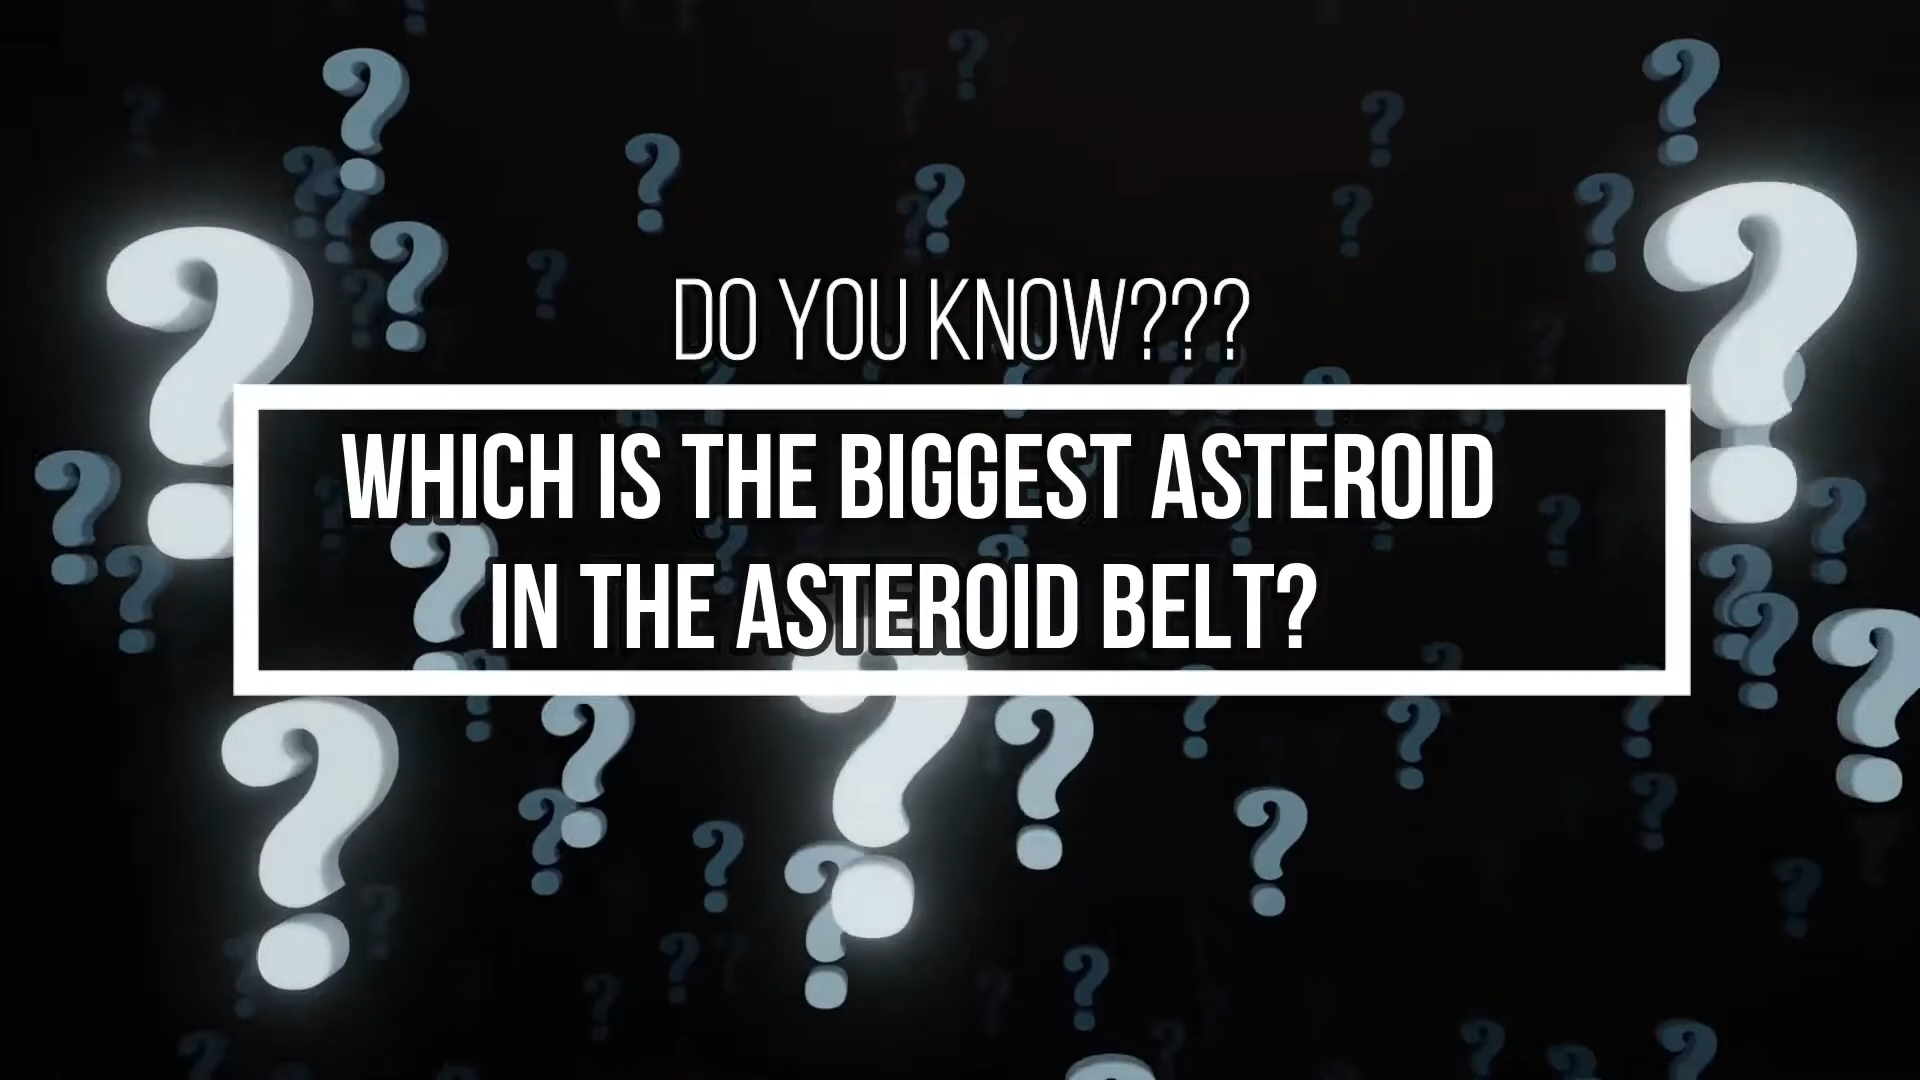 DO YOU KNOW???
WHICH IS THE BIGGEST ASTEROID
IN THE ASTEROID BELT?